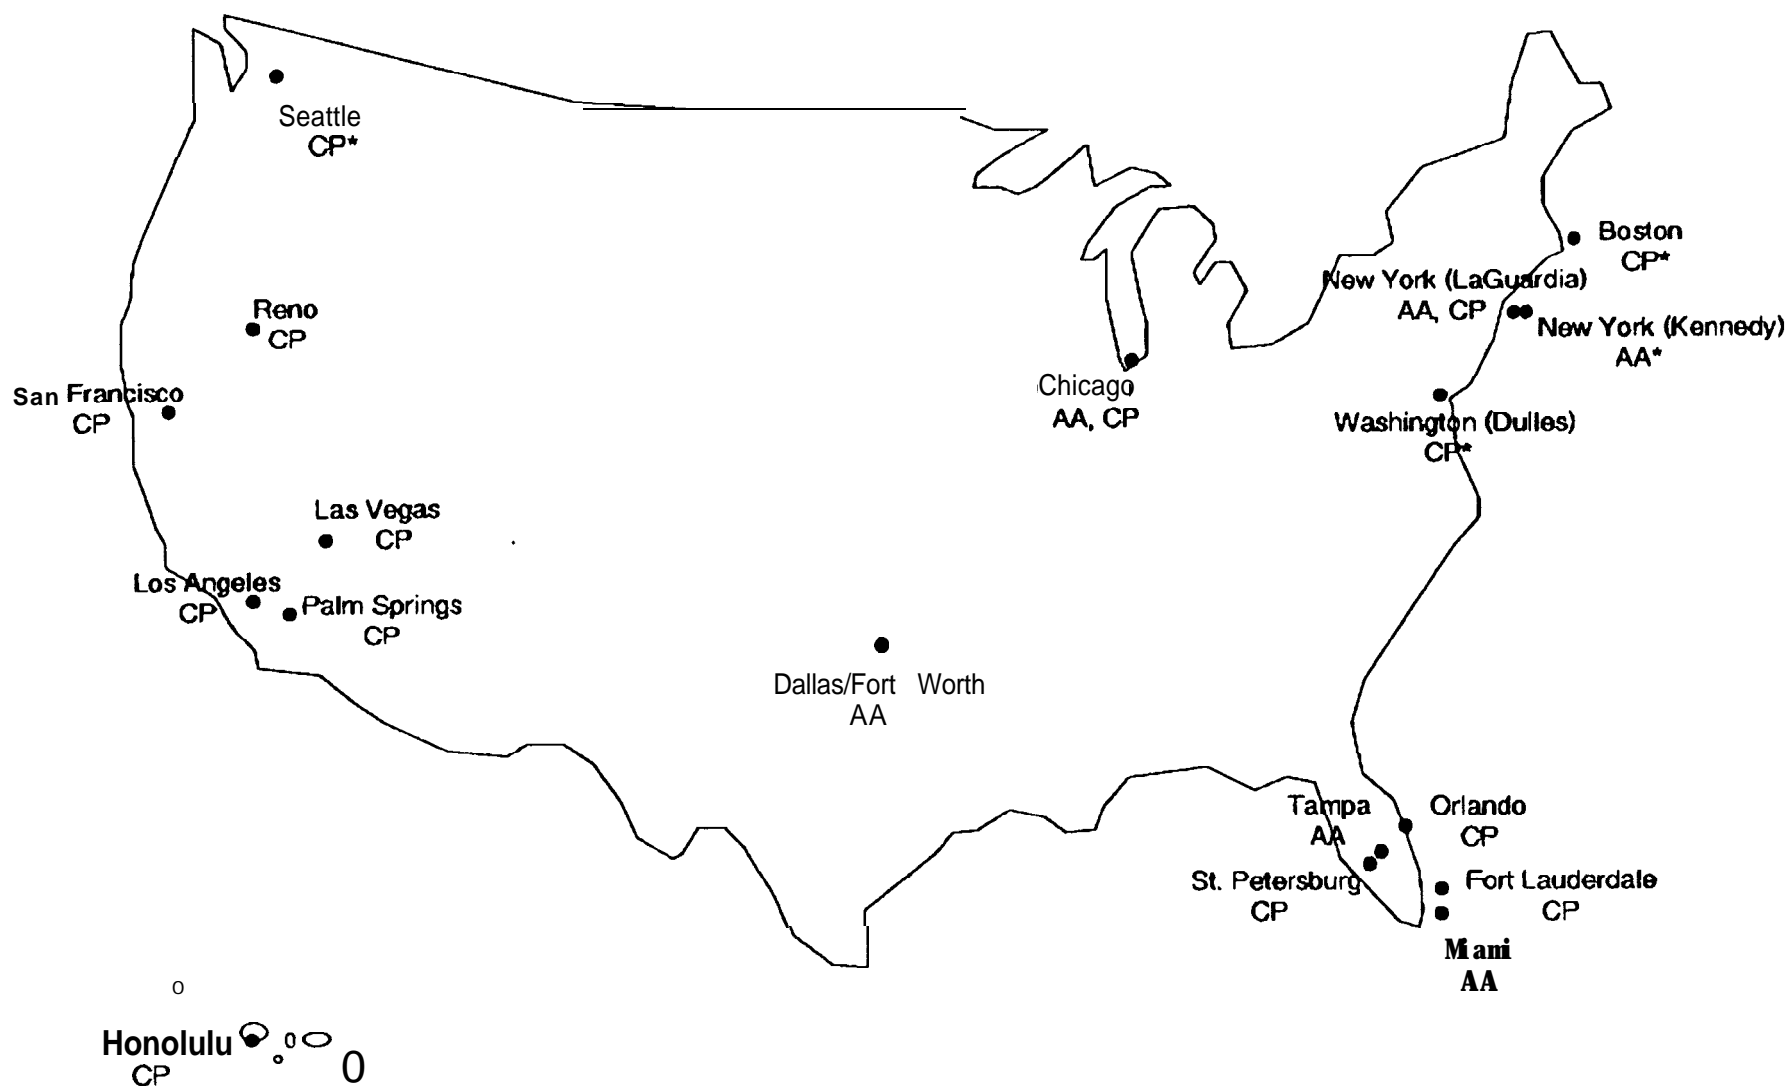 Seattle
CP*
Boston
CP*
New York (LaGuardia)
AA, CP
New York (Kennedy)
AA*
Reno
CP
San Francisco
CP
Chicago
AA, CP
Washington (Dulles)
CP*
Las Vegas
CP
Los Angeles
CP
Palm Springs
CP
Dallas/Fort Worth
AA
Tampa
AA
Orlando
CP
St. Petersburg
CP
Fort Lauderdale
CP
Miami
AA
Honolulu
CP